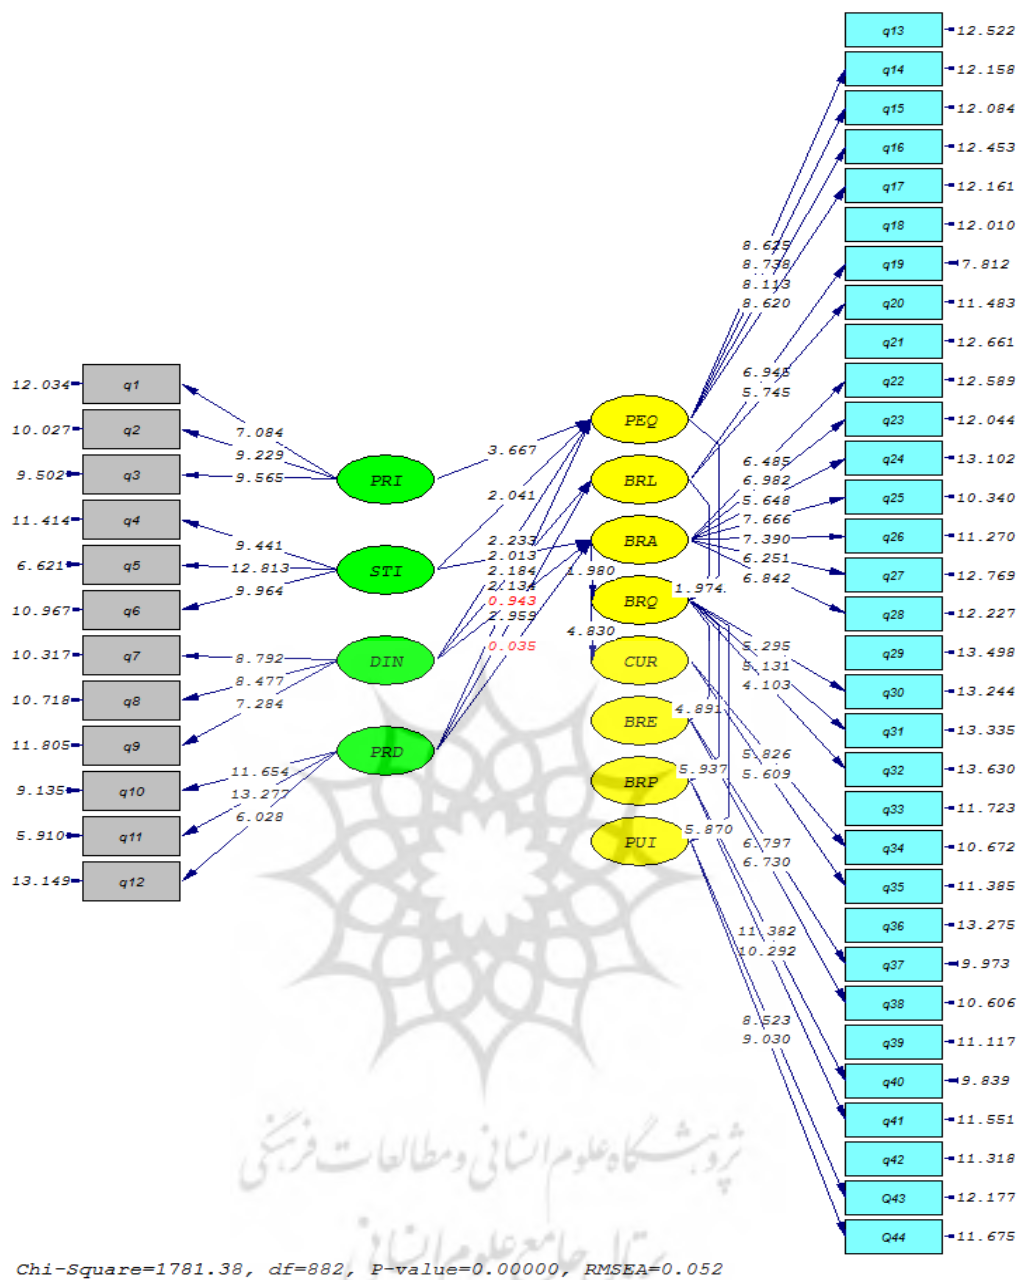 q13 12.522
q14 12.158
q15 12.084
q16 12.453
q17 12.161
q18 12.010
q19 7.812
q20 11.483
q21 12.661
q22 12.589
q23 12.044
q24 13.102
q25 10.340
q26 11.270
q27 12.769
q28 12.227
q29 13.498
q30 13.244
q31 13.335
q32 13.630
q33 11.723
q34 10.672
q35 11.385
q36 13.275
q37 9.973
q38 10.606
q39 11.117
q40 9.839
q41 11.551
q42 11.318
Q43 12.177
Q44 11.675
12.034 q1
10.027 q2
9.502 q3
11.414 q4
6.621 q5
10.967 q6
10.317 q7
10.718 q8
11.805 q9
9.135 q10
5.910 q11
13.149 q12
7.084
9.229
9.565
9.441
12.813
9.964
8.792
8.477
7.284
11.654
13.277
6.028
PRI
STI
DIN
PRD
3.667
2.041
2.233
2.013
2.184
2.134
0.943
2.959
0.035
PEQ
BRL
BRA
BRQ
CUR
BRE
BRP
PUI
1.980
4.830
1.974
4.891
5.937
5.870
8.625
8.738
8.113
8.620
6.945
5.745
6.485
6.982
5.648
7.666
7.390
6.251
6.842
5.295
5.131
4.103
5.826
5.609
6.797
6.730
11.382
10.292
8.523
9.030
پژوهشگاه علوم انسانی و مطالعات فرهنگی
پرتال جامع علوم انسانی
Chi-Square=1781.38, df=882, P-value=0.00000, RMSEA=0.052